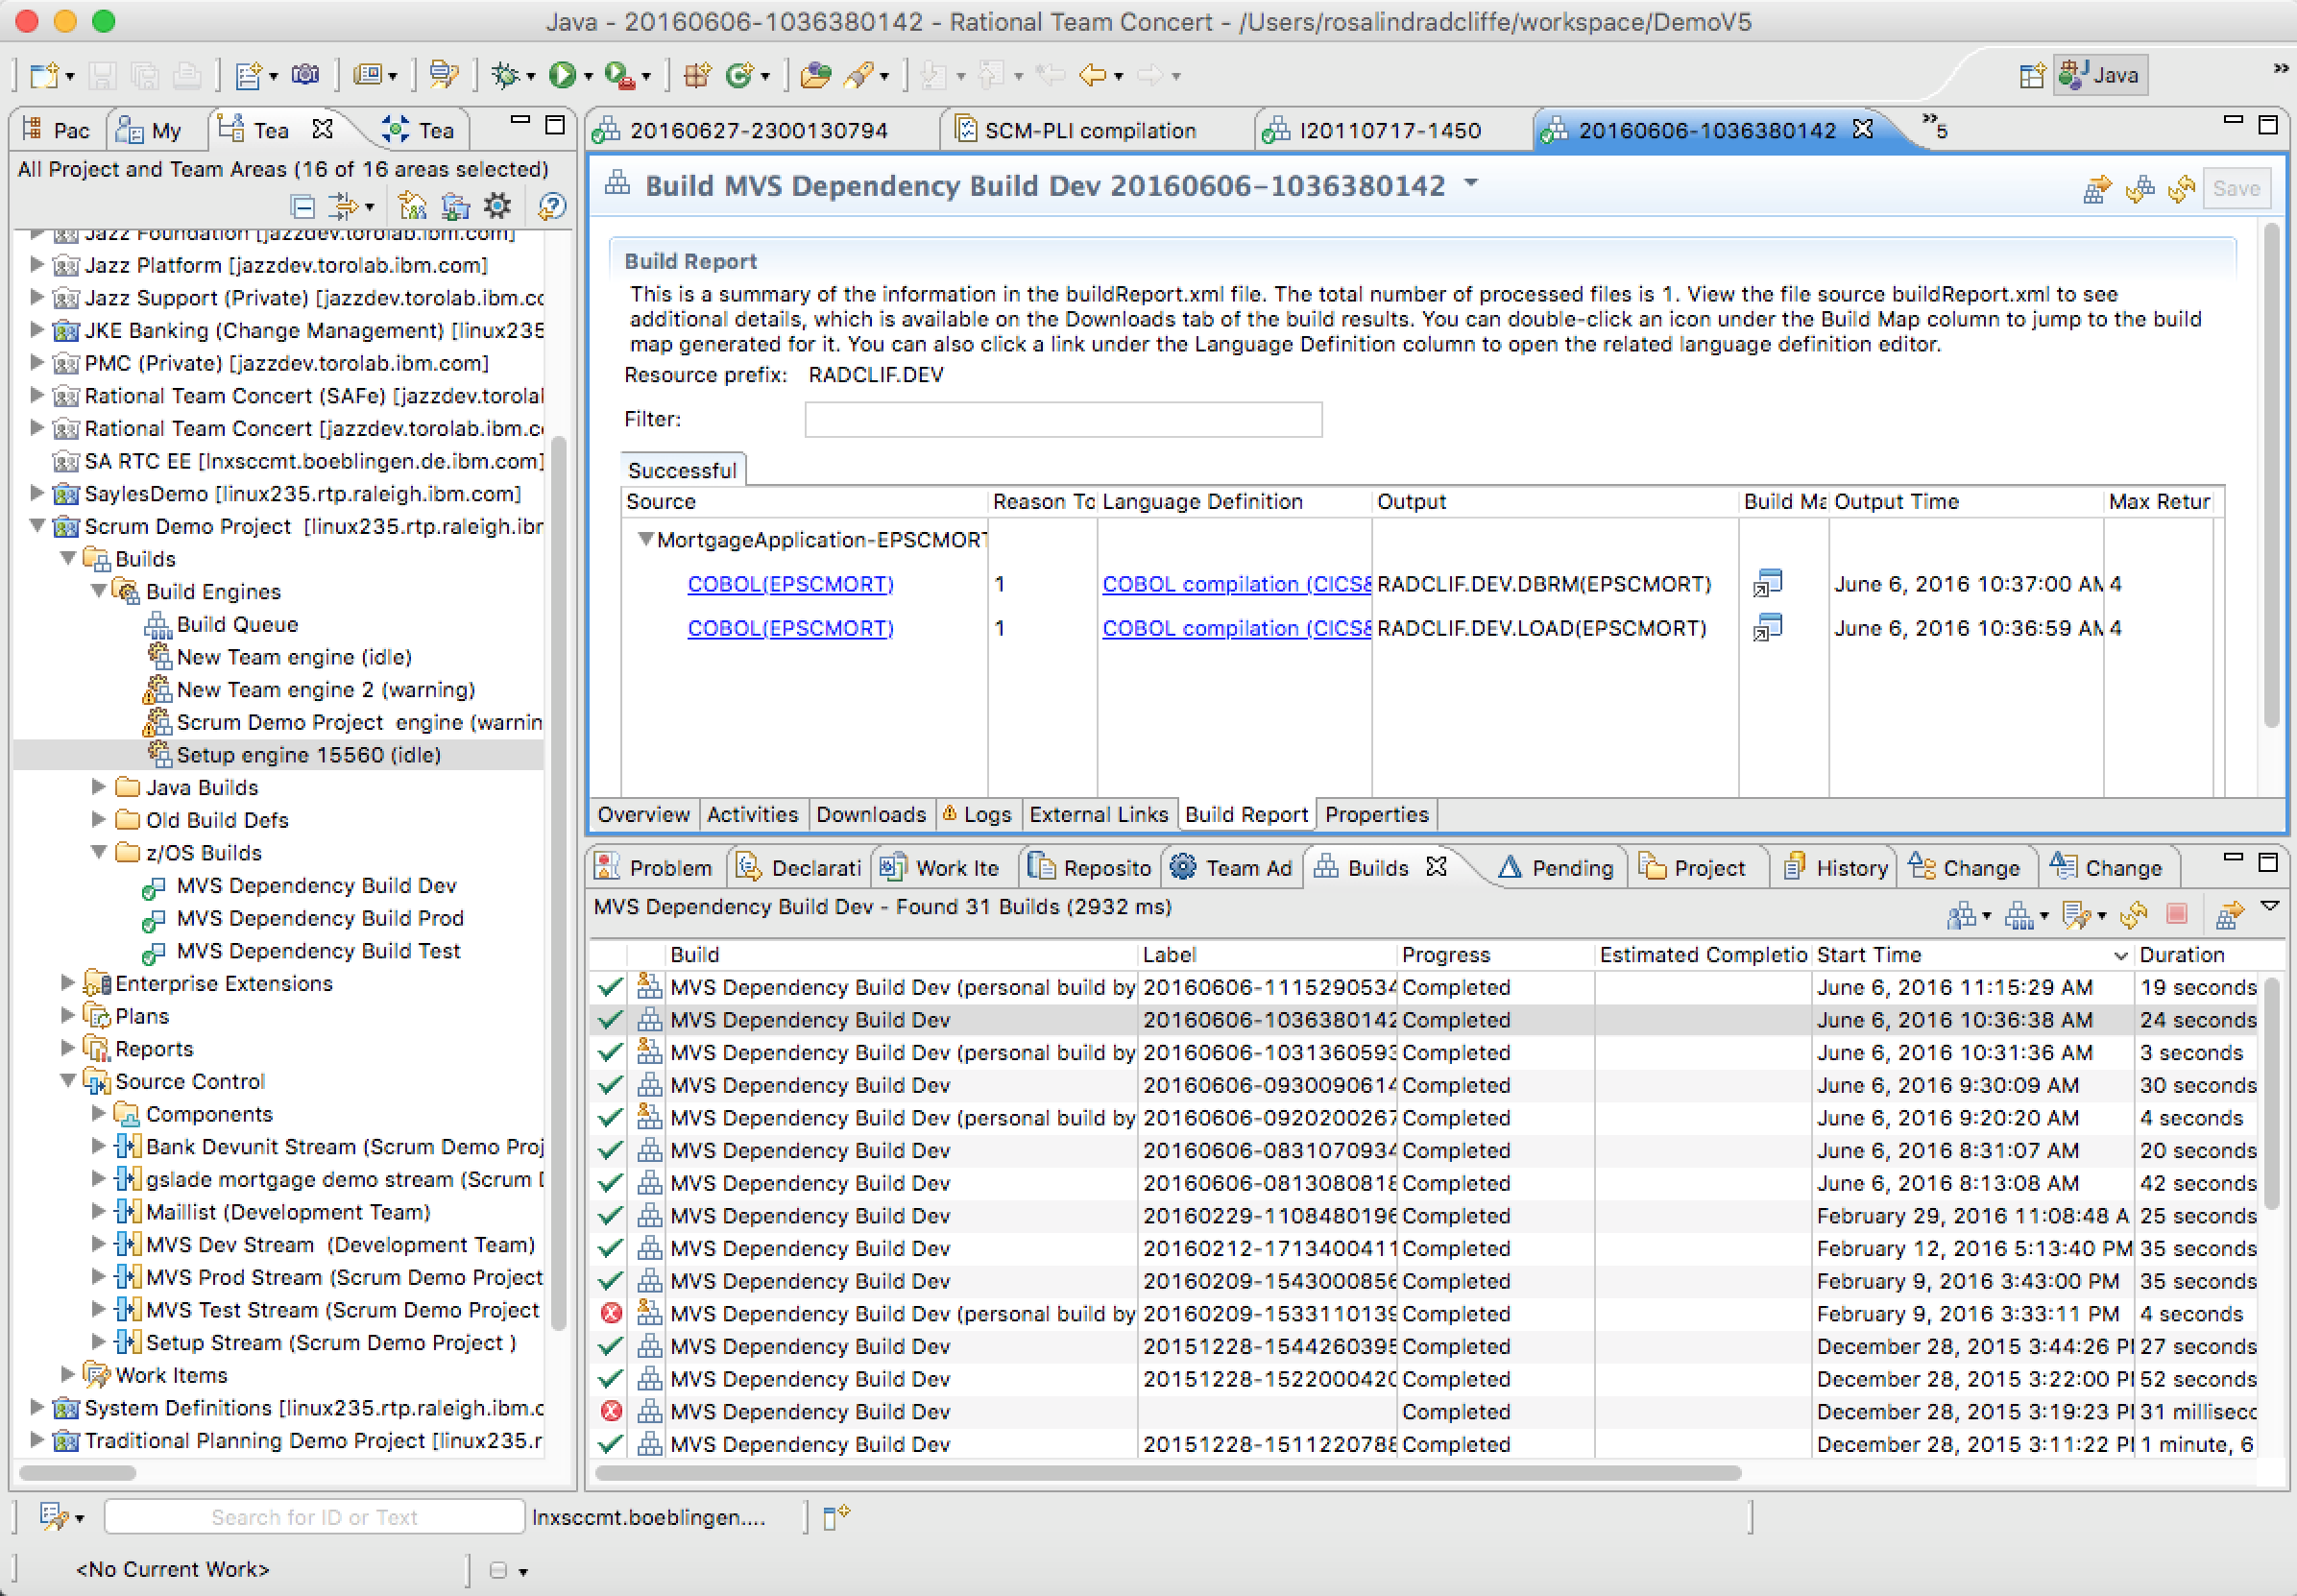 Java - 20160606-1036380142 - Rational Team Concert - /Users/rosalindradcliffe/workspace/DemoV5
Java
Pac
My
Tea
Tea
All Project and Team Areas (16 of 16 areas selected)
Jazz Foundation [jazzdev.torolab.ibm.com]
Jazz Platform [jazzdev.torolab.ibm.com]
Jazz Support (Private) [jazzdev.torolab.ibm.co
JKE Banking (Change Management) [linux235
PMC (Private) [jazzdev.torolab.ibm.com]
Rational Team Concert (SAFe) [jazzdev.torolal
Rational Team Concert [jazzdev.torolab.ibm.c
SA RTC EE [lnxsccmt.boeblingen.de.ibm.com]
SaylesDemo [linux235.rtp.raleigh.ibm.com]
Scrum Demo Project [linux235.rtp.raleigh.ibr
Builds
Build Engines
Build Queue
New Team engine (idle)
New Team engine 2 (warning)
Scrum Demo Project engine (warnin
Setup engine 15560 (idle)
Java Builds
Old Build Defs
z/OS Builds
MVS Dependency Build Dev
MVS Dependency Build Prod
MVS Dependency Build Test
Enterprise Extensions
Plans
Reports
Source Control
Components
Bank Devunit Stream (Scrum Demo Proj
gslade mortgage demo stream (Scrum D
Maillist (Development Team)
MVS Dev Stream (Development Team)
MVS Prod Stream (Scrum Demo Project
MVS Test Stream (Scrum Demo Project
Setup Stream (Scrum Demo Project )
Work Items
System Definitions [linux235.rtp.raleigh.ibm.c
Traditional Planning Demo Project [linux235.r
20160627-2300130794
SCM-PLI compilation
I20110717-1450
20160606-1036380142
5
Build MVS Dependency Build Dev 20160606-1036380142
Save
Build Report
This is a summary of the information in the buildReport.xml file. The total number of processed files is 1. View the file source buildReport.xml to see
additional details, which is available on the Downloads tab of the build results. You can double-click an icon under the Build Map column to jump to the build
map generated for it. You can also click a link under the Language Definition column to open the related language definition editor.
Resource prefix: RADCLIF.DEV
Filter:
Successful
Source Reason To Language Definition Output Build Ma Output Time Max Retur
MortgageApplication-EPSCMORT
COBOL(EPSCMORT) 1 COBOL compilation (CICS& RADCLIF.DEV.DBRM(EPSCMORT) June 6, 2016 10:37:00 AM 4
COBOL(EPSCMORT) 1 COBOL compilation (CICS& RADCLIF.DEV.LOAD(EPSCMORT) June 6, 2016 10:36:59 AM 4
Overview Activities Downloads Logs External Links Build Report Properties
Problem Declarati Work Ite Reposito Team Ad Builds Pending Project History Change Change
MVS Dependency Build Dev - Found 31 Builds (2932 ms)
Build Label Progress Estimated Completio Start Time Duration
MVS Dependency Build Dev (personal build by 20160606-1115290534 Completed June 6, 2016 11:15:29 AM 19 seconds
MVS Dependency Build Dev 20160606-1036380142 Completed June 6, 2016 10:36:38 AM 24 seconds
MVS Dependency Build Dev (personal build by 20160606-1031360593 Completed June 6, 2016 10:31:36 AM 3 seconds
MVS Dependency Build Dev 20160606-0930090614 Completed June 6, 2016 9:30:09 AM 30 seconds
MVS Dependency Build Dev (personal build by 20160606-0920200267 Completed June 6, 2016 9:20:20 AM 4 seconds
MVS Dependency Build Dev 20160606-0831070934 Completed June 6, 2016 8:31:07 AM 20 seconds
MVS Dependency Build Dev 20160606-0813080818 Completed June 6, 2016 8:13:08 AM 42 seconds
MVS Dependency Build Dev 20160229-1108480196 Completed February 29, 2016 11:08:48 A 25 seconds
MVS Dependency Build Dev 20160212-1713400411 Completed February 12, 2016 5:13:40 PM 35 seconds
MVS Dependency Build Dev 20160209-1543000856 Completed February 9, 2016 3:43:00 PM 35 seconds
MVS Dependency Build Dev (personal build by 20160209-1533110139 Completed February 9, 2016 3:33:11 PM 4 seconds
MVS Dependency Build Dev 20151228-1544260395 Completed December 28, 2015 3:44:26 PI 27 seconds
MVS Dependency Build Dev 20151228-1522000420 Completed December 28, 2015 3:22:00 PI 52 seconds
MVS Dependency Build Dev Completed December 28, 2015 3:19:23 PI 31 millisecc
MVS Dependency Build Dev 20151228-1511220788 Completed December 28, 2015 3:11:22 PI 1 minute, 6
Search for ID or Text
lnxsccmt.boeblingen....
<No Current Work>